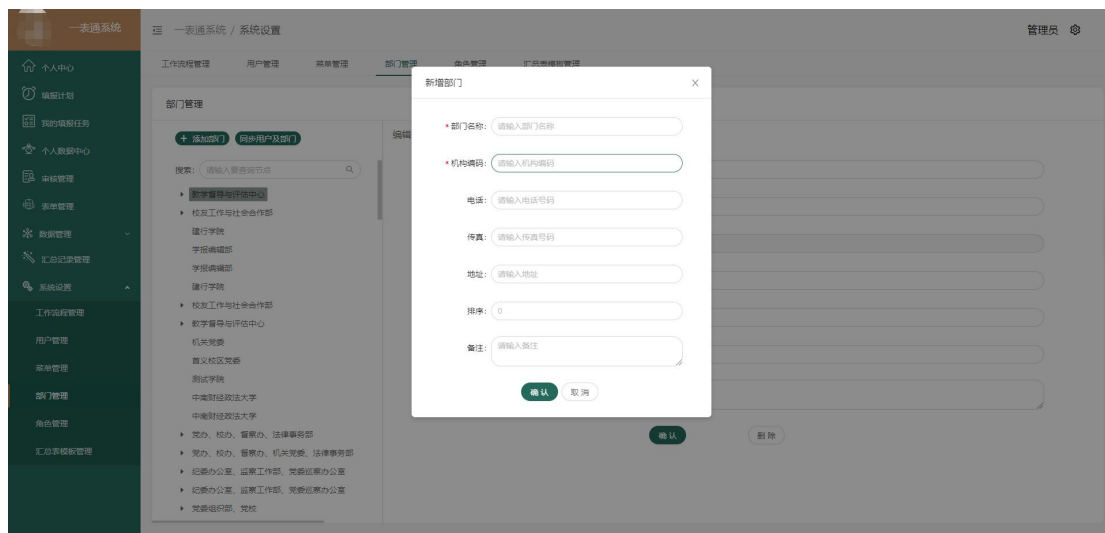 一表通系统
一表通系统 / 系统设置
管理员
个人中心
填报计划
我的填报任务
个人数据中心
审核管理
表单管理
数据管理
汇总记录管理
系统设置
工作流程管理
用户管理
菜单管理
部门管理
角色管理
汇总表模板管理
工作流程管理 用户管理 菜单管理 部门管理 角色管理 汇总表模板管理
部门管理
+ 添加部门 同步用户及部门
编辑
搜索: 请输入要查询节点
教学督导与评估中心
校友工作与社会合作部
建行学院
学报编辑部
学报编辑部
建行学院
校友工作与社会合作部
教学督导与评估中心
机关党委
首义校区党委
测试学院
中南财经政法大学
中南财经政法大学
党办、校办、督察办、法律事务部
党办、校办、督察办、机关党委、法律事务部
纪委办公室、监察工作部、党委巡察办公室
纪委办公室、监察工作部、党委巡察办公室
党委组织部、党校
新增部门
* 部门名称: 请输入部门名称
* 机构编码: 请输入机构编码
电话: 请输入电话号码
传真: 请输入传真号码
地址: 请输入地址
排序: 0
备注: 请输入备注
确认 取消
确认 删除